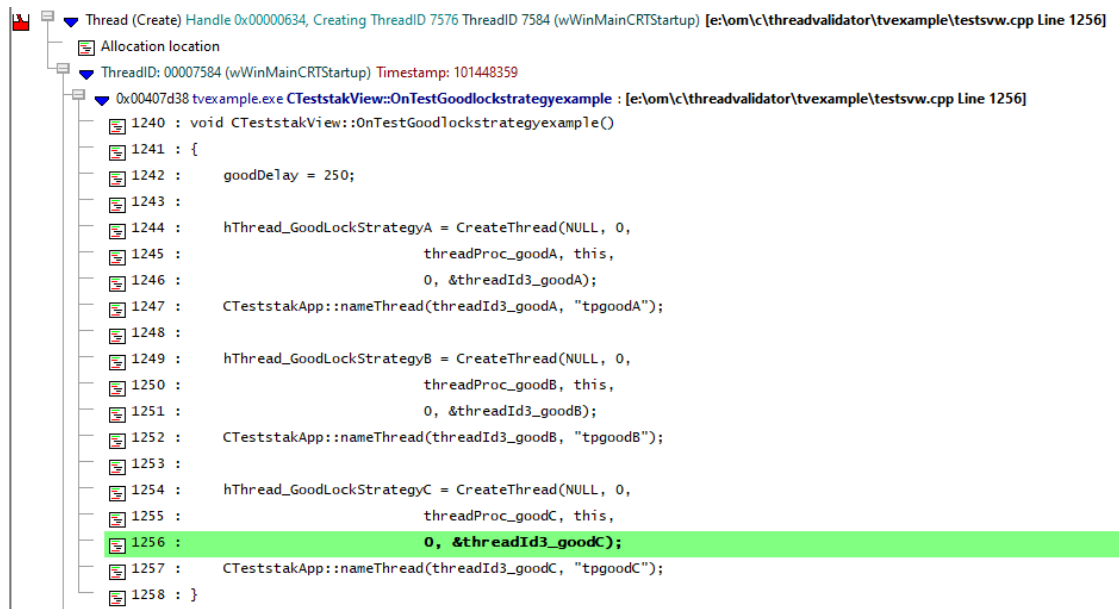 Thread (Create) Handle 0x00000634, Creating ThreadID 7576 ThreadID 7584 (wWinMainCRTStartup) [e:\om\c\threadvalidator\tvexample\testsvw.cpp Line 1256]
Allocation location
ThreadID: 00007584 (wWinMainCRTStartup) Timestamp: 101448359
0x00407d38 tvexample.exe CTeststakView::OnTestGoodlockstrategyexample : [e:\om\c\threadvalidator\tvexample\testsvw.cpp Line 1256]
1240 : void CTeststakView::OnTestGoodlockstrategyexample()
1241 : {
1242 :     goodDelay = 250;
1243 :
1244 :     hThread_GoodLockStrategyA = CreateThread(NULL, 0,
1245 :                              threadProc_goodA, this,
1246 :                              0, &threadId3_goodA);
1247 :     CTeststakApp::nameThread(threadId3_goodA, "tpgoodA");
1248 :
1249 :     hThread_GoodLockStrategyB = CreateThread(NULL, 0,
1250 :                              threadProc_goodB, this,
1251 :                              0, &threadId3_goodB);
1252 :     CTeststakApp::nameThread(threadId3_goodB, "tpgoodB");
1253 :
1254 :     hThread_GoodLockStrategyC = CreateThread(NULL, 0,
1255 :                              threadProc_goodC, this,
1256 :                              0, &threadId3_goodC);
1257 :     CTeststakApp::nameThread(threadId3_goodC, "tpgoodC");
1258 : }